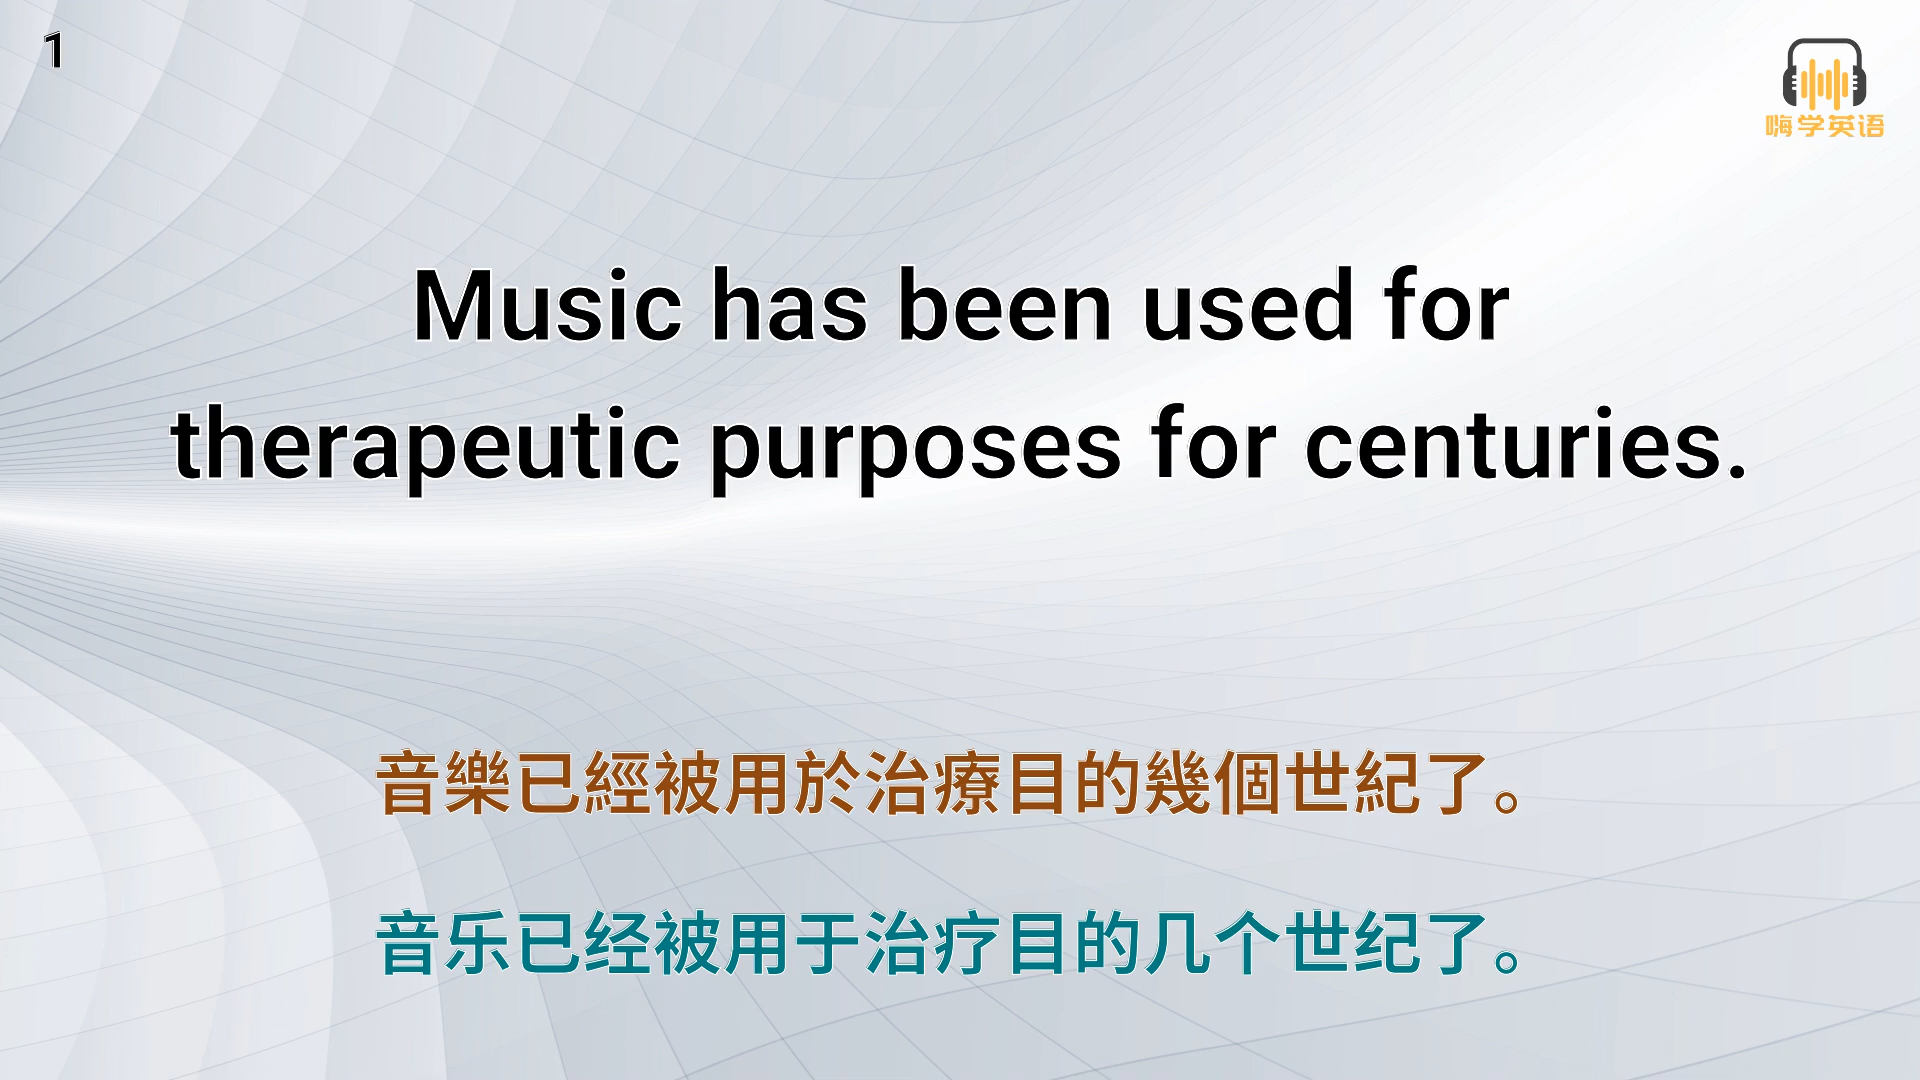 1
嗨学英语
Music has been used for
therapeutic purposes for centuries.
音樂已經被用於治療目的幾個世紀了。
音乐已经被用于治疗目的几个世纪了。